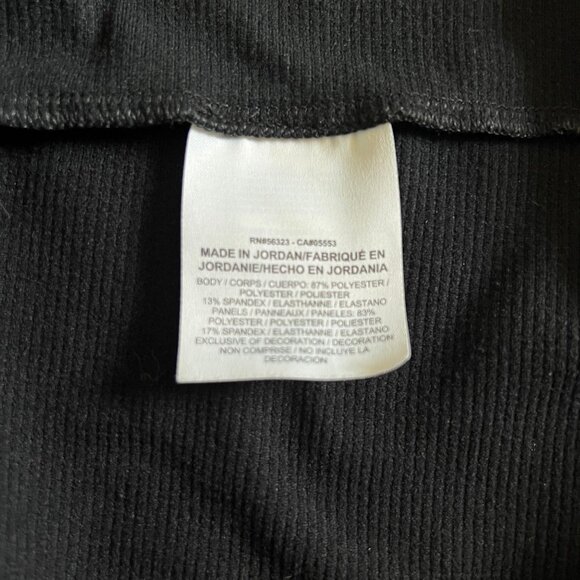 RN#56323 - CA#05553
MADE IN JORDAN/FABRIQUÉ EN
JORDANIE/HECHO EN JORDANIA
BODY / CORPS / CUERPO: 87% POLYESTER /
POLYESTER / POLIESTER
13% SPANDEX / ELASTHANNE / ELASTANO
PANELS / PANNEAUX / PANELES: 83%
POLYESTER / POLYESTER / POLIESTER
17% SPANDEX / ELASTHANNE / ELASTANO
EXCLUSIVE OF DECORATION / DECORATION
NON COMPRISE / NO INCLUYE LA
DECORACION